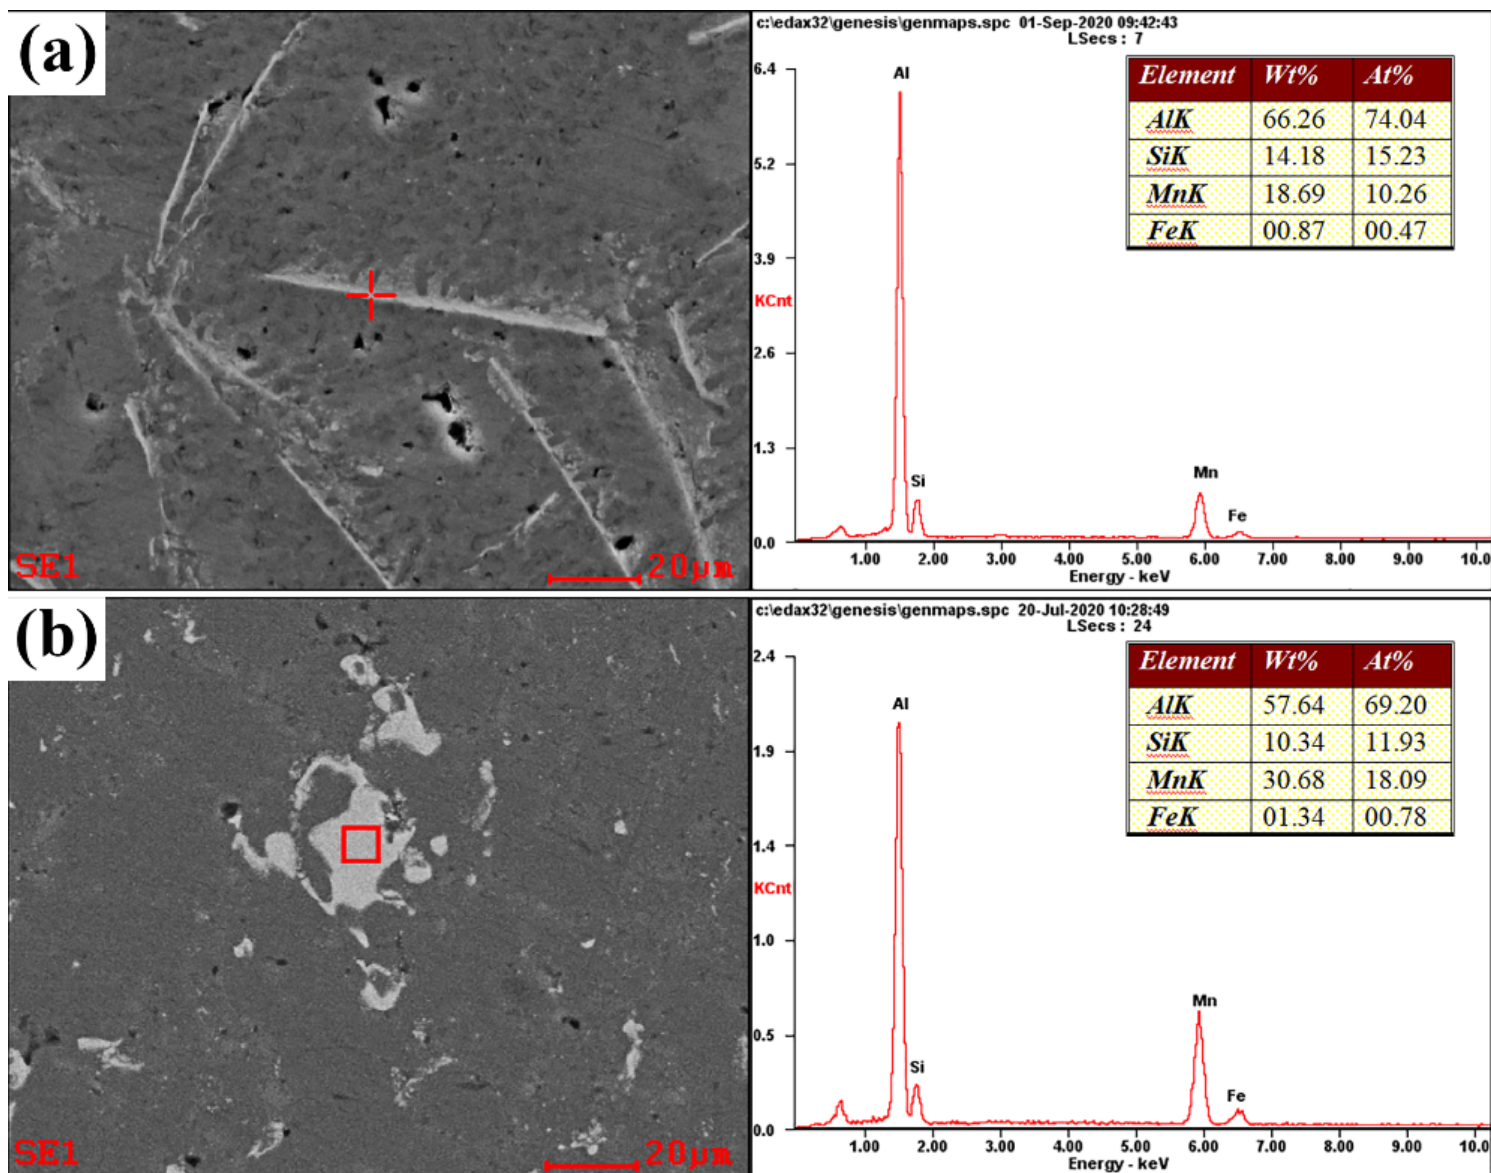 (a)
SE1
20µm
c:\edax32\genesis\genmaps.spc 01-Sep-2020 09:42:43
LSecs : 7
Element Wt% At%
AlK 66.26 74.04
SiK 14.18 15.23
MnK 18.69 10.26
FeK 00.87 00.47
6.4
5.2
3.9
KCnt
2.6
1.3
0.0
Al
Si
Mn
Fe
1.00 2.00 3.00 4.00 5.00 6.00 7.00 8.00 9.00 10.0
Energy - keV
(b)
SE1
20µm
c:\edax32\genesis\genmaps.spc 20-Jul-2020 10:28:49
LSecs : 24
Element Wt% At%
AlK 57.64 69.20
SiK 10.34 11.93
MnK 30.68 18.09
FeK 01.34 00.78
2.4
1.9
1.4
KCnt
1.0
0.5
0.0
Al
Si
Mn
Fe
1.00 2.00 3.00 4.00 5.00 6.00 7.00 8.00 9.00 10.0
Energy - keV